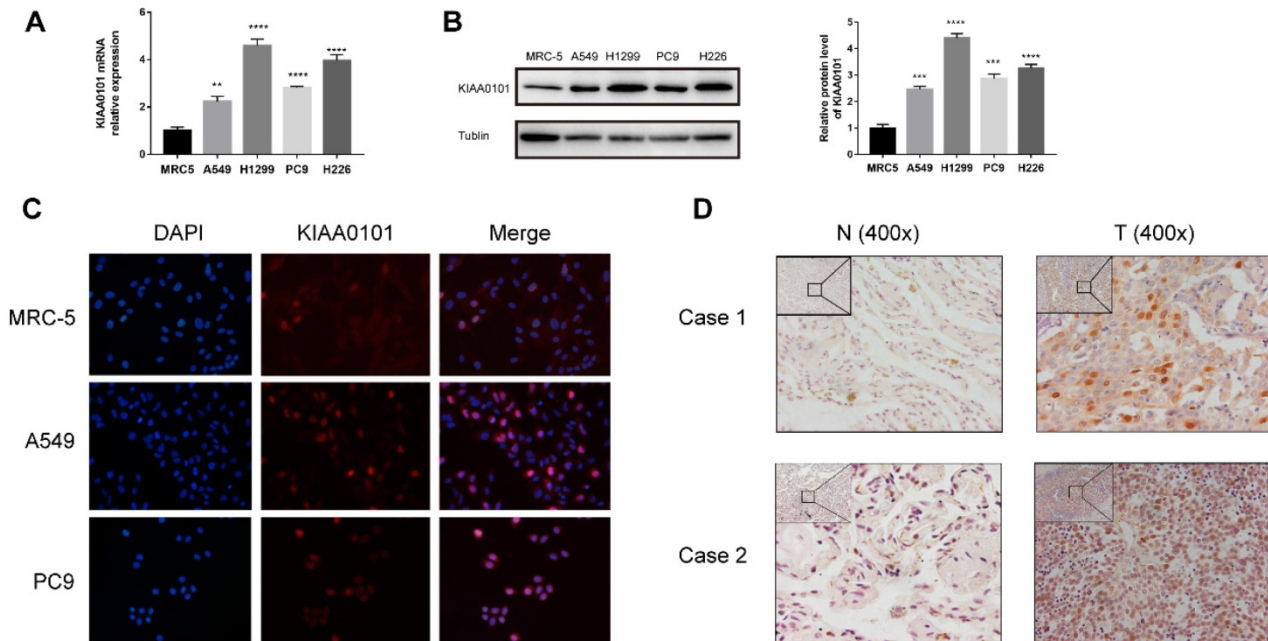 A
KIAA0101 mRNA
relative expression
6
4
2
0
**
****
****
****
MRC5 A549 H1299 PC9 H226
B
MRC-5 A549 H1299 PC9 H226
KIAA0101
Tublin
Relative protein level
of KIAA0101
5
4
3
2
1
0
***
****
***
****
MRC5 A549 H1299 PC9 H226
C
DAPI KIAA0101 Merge
MRC-5
A549
PC9
D
N (400x) T (400x)
Case 1
Case 2